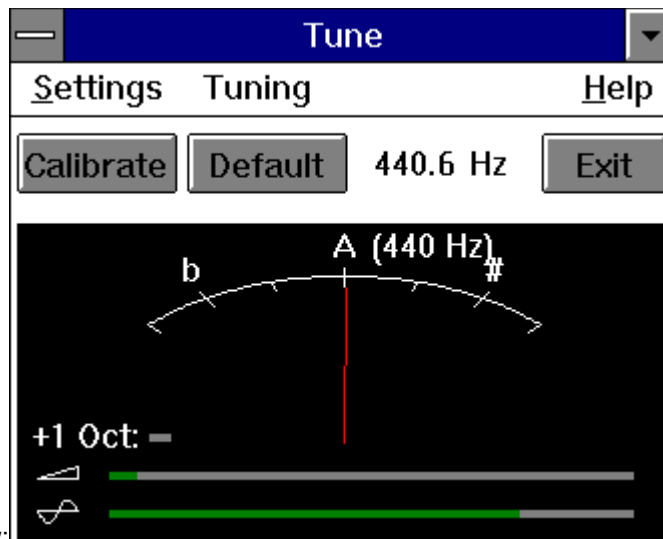 Tune
Settings Tuning Help
Calibrate Default 440.6 Hz Exit
A (440 Hz)
b #
+1 Oct: